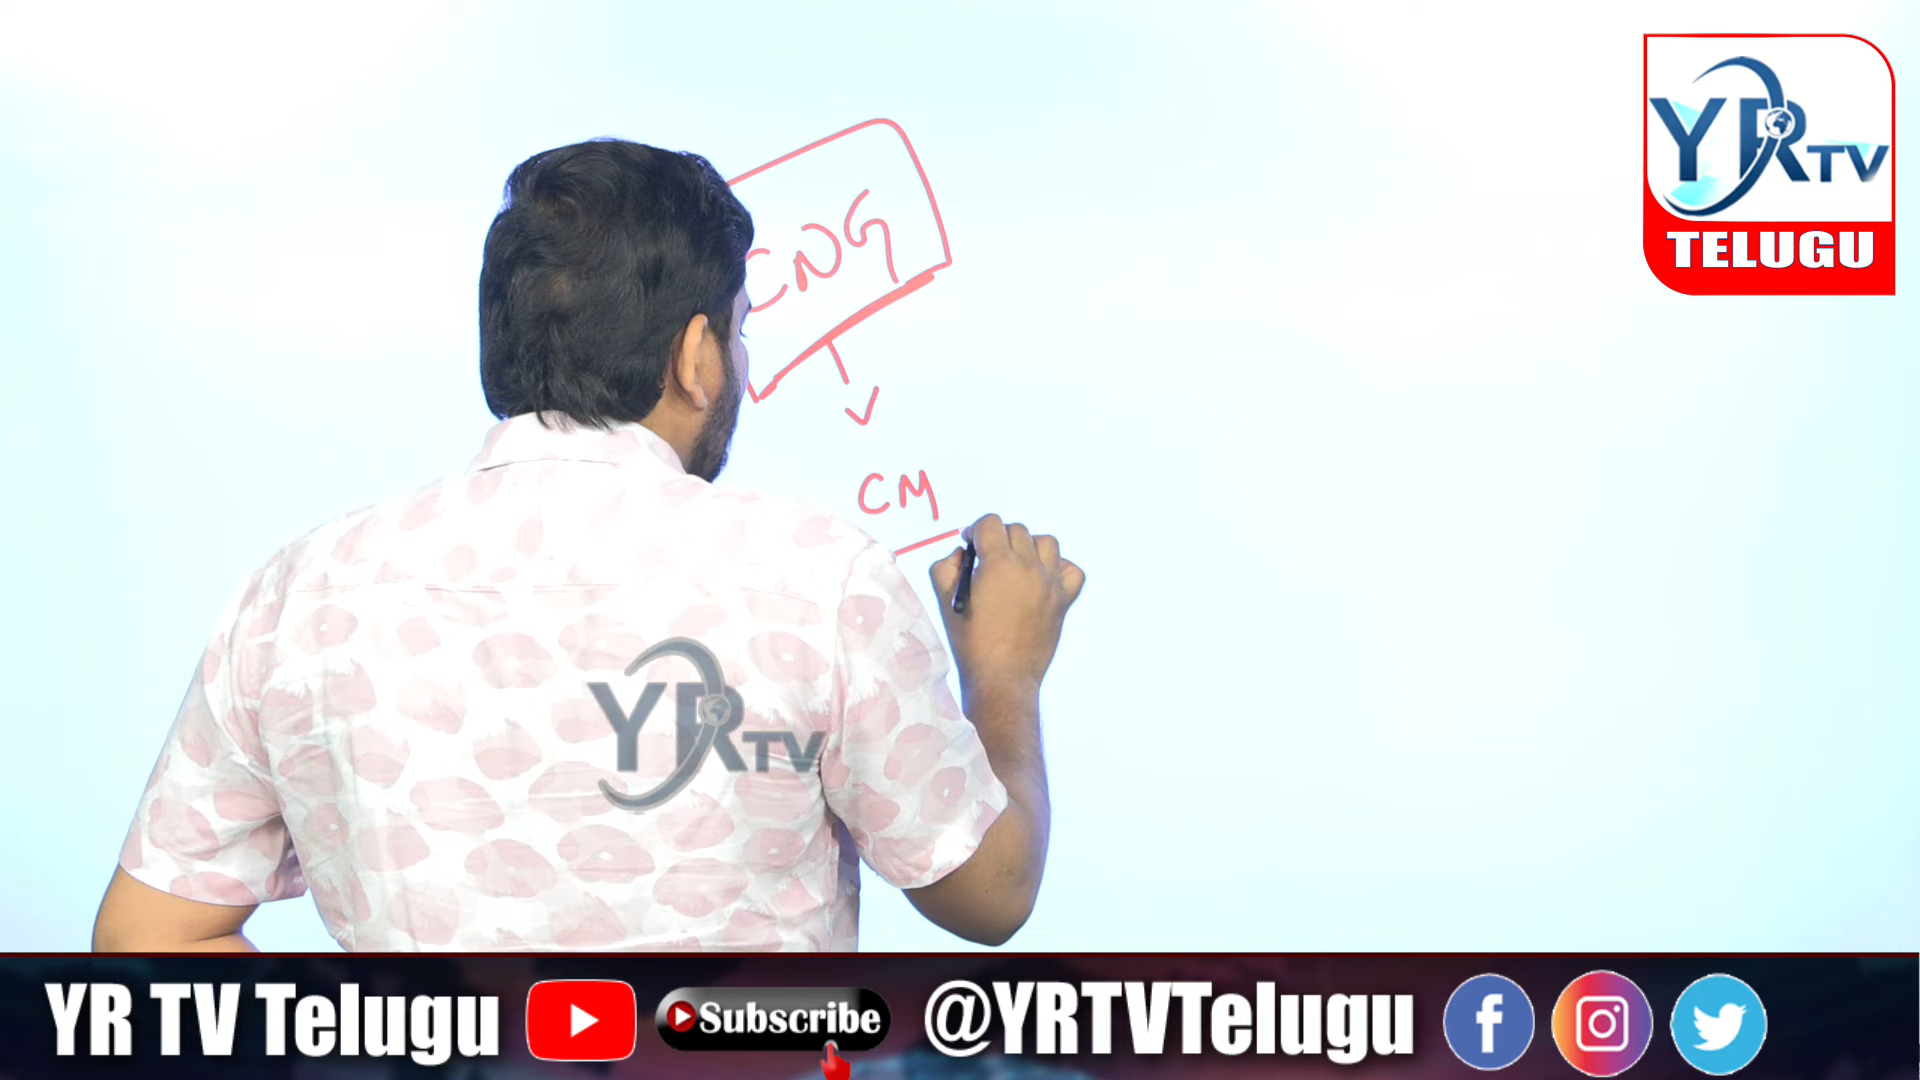 YR TV
TELUGU
CNG
CM
YR TV
YR TV Telugu
Subscribe
@YRTVTelugu